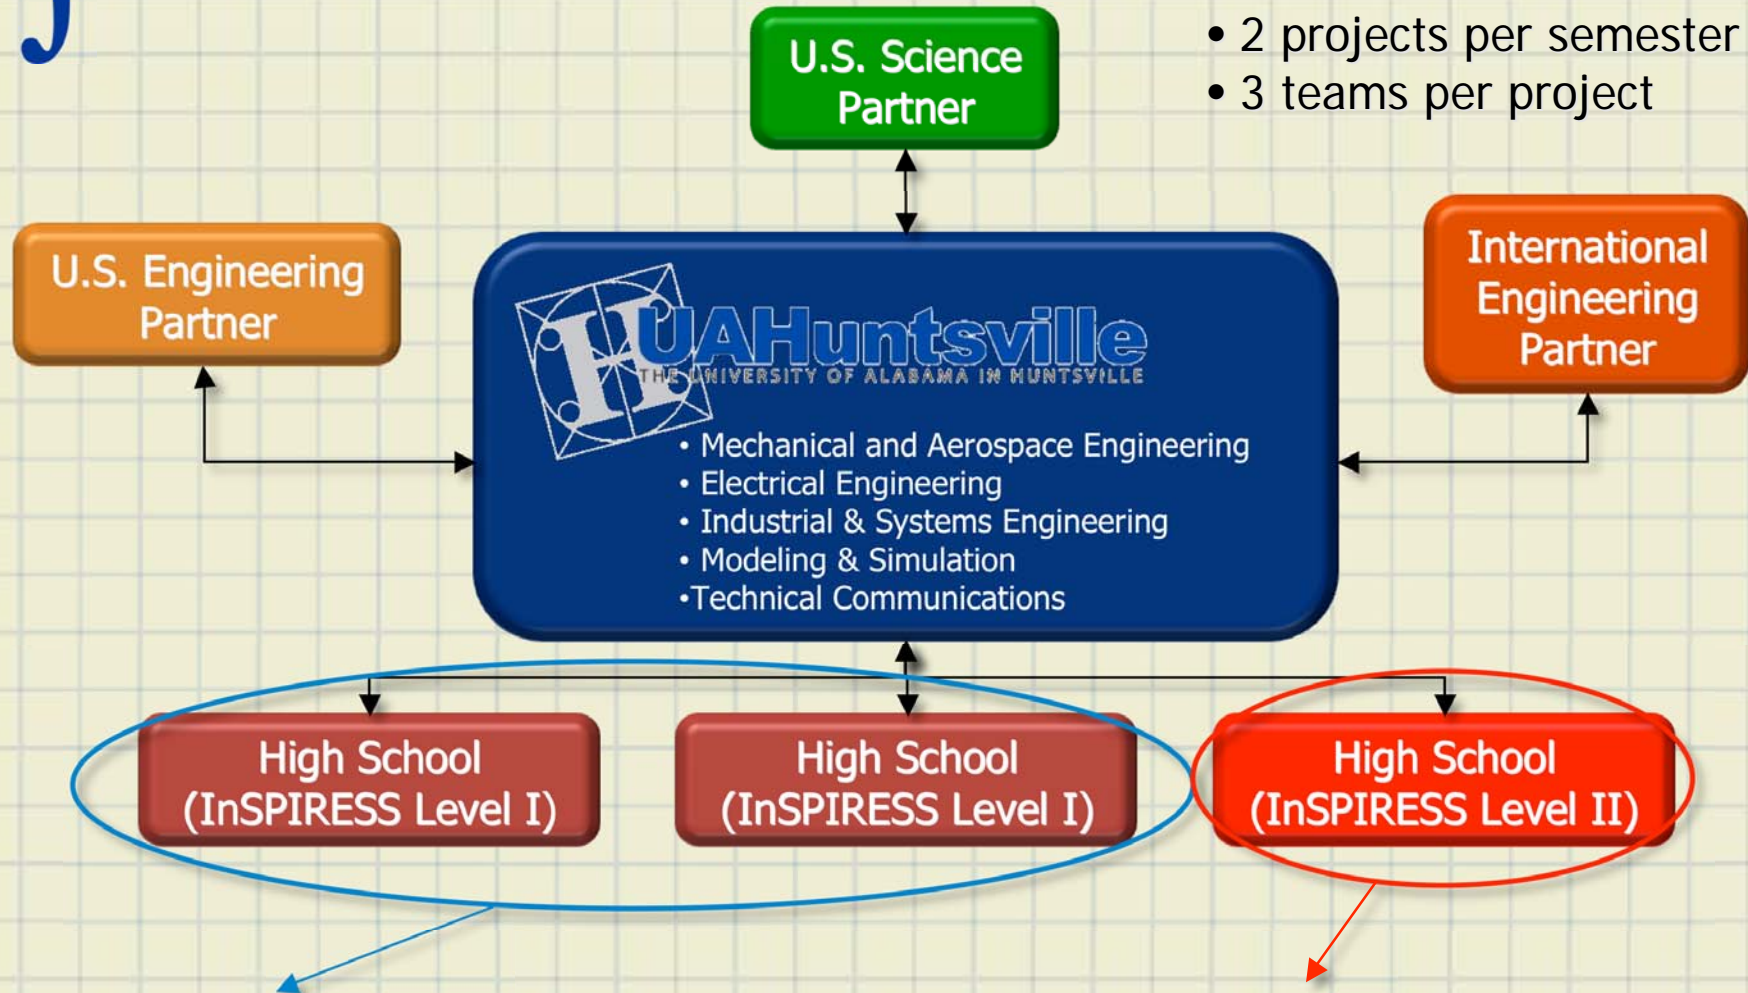 • 2 projects per semester
• 3 teams per project
U.S. Science
Partner
U.S. Engineering
Partner
International
Engineering
Partner
UAHuntsville
THE UNIVERSITY OF ALABAMA IN HUNTSVILLE
• Mechanical and Aerospace Engineering
• Electrical Engineering
• Industrial & Systems Engineering
• Modeling & Simulation
•Technical Communications
High School
(InSPIRESS Level I)
High School
(InSPIRESS Level I)
High School
(InSPIRESS Level II)